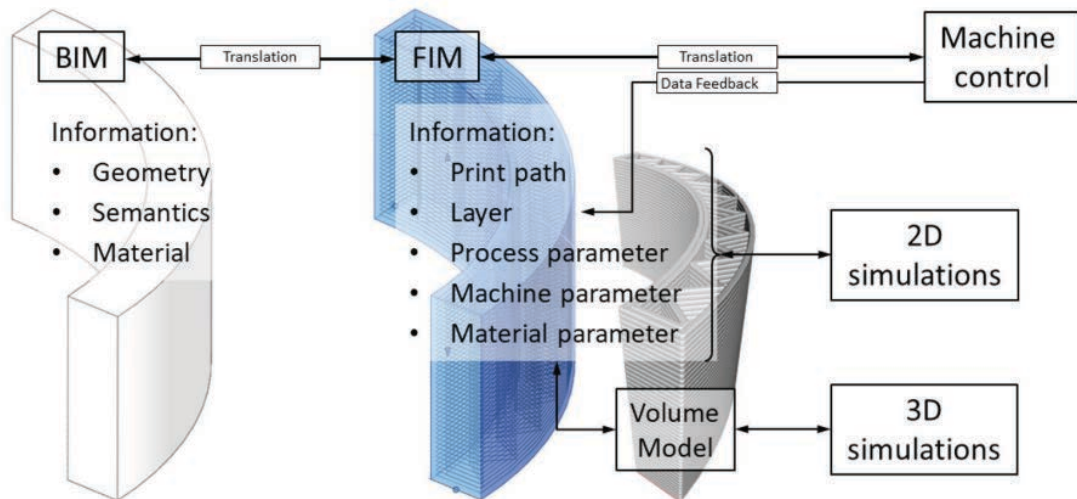 BIM
Translation
FIM
Translation
Data Feedback
Machine
control
Information:
• Geometry
• Semantics
• Material
Information:
• Print path
• Layer
• Process parameter
• Machine parameter
• Material parameter
2D
simulations
Volume
Model
3D
simulations